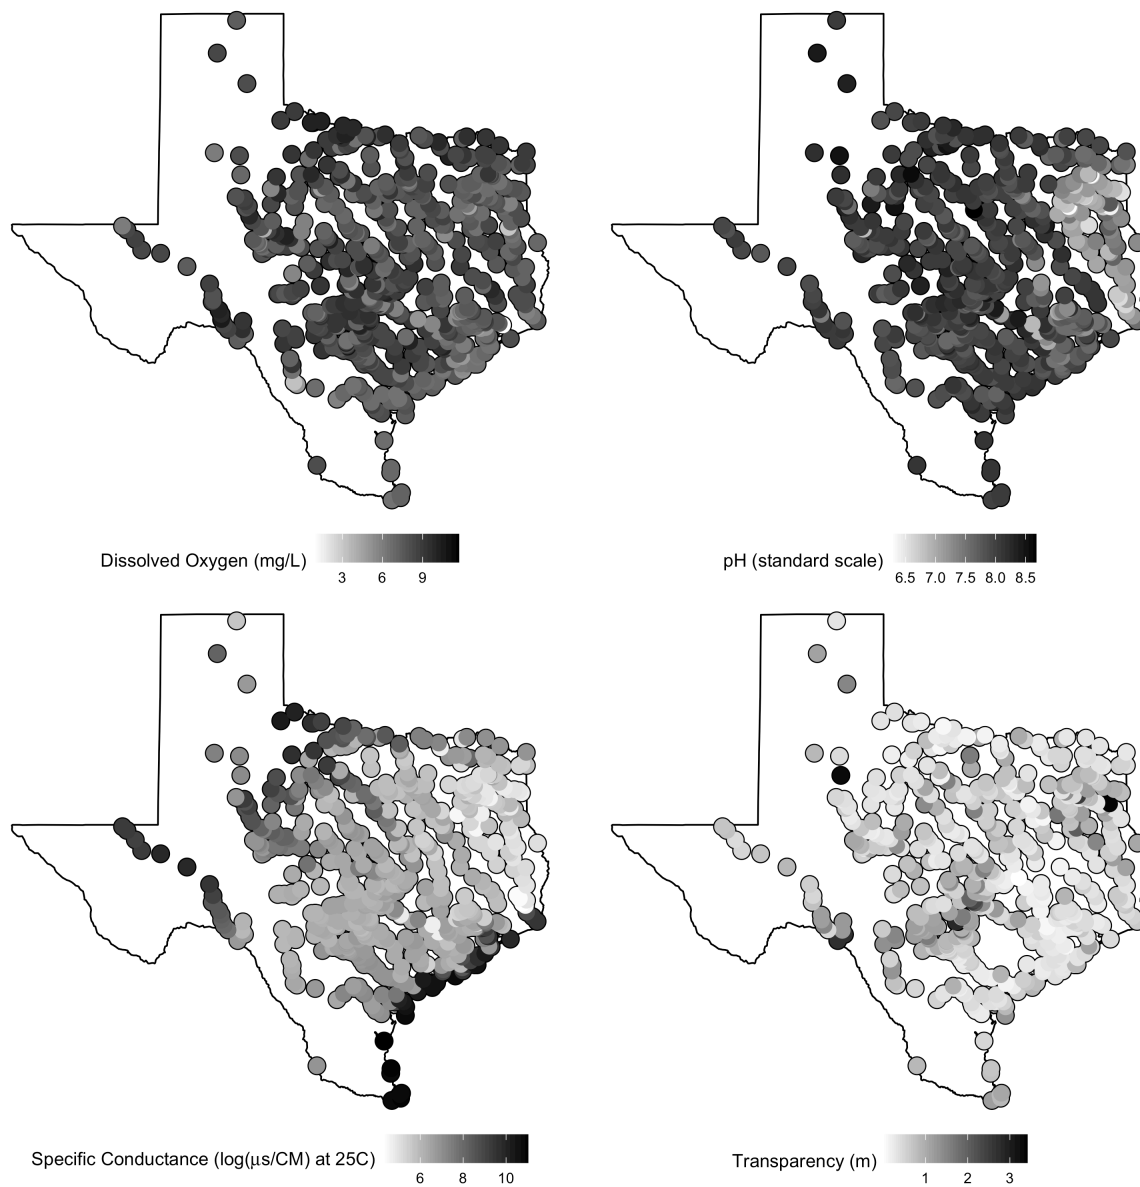 Dissolved Oxygen (mg/L)
3 6 9
pH (standard scale)
6.5 7.0 7.5 8.0 8.5
Specific Conductance (log(μs/CM) at 25C)
6 8 10
Transparency (m)
1 2 3